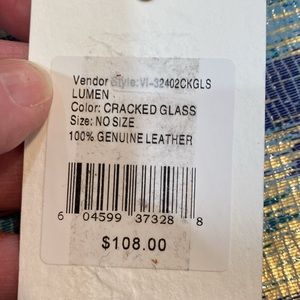 Vendor Style:VI-32402CKGLS
LUMEN
Color: CRACKED GLASS
Size: NO SIZE
100% GENUINE LEATHER
6 04599 37328 8
$108.00